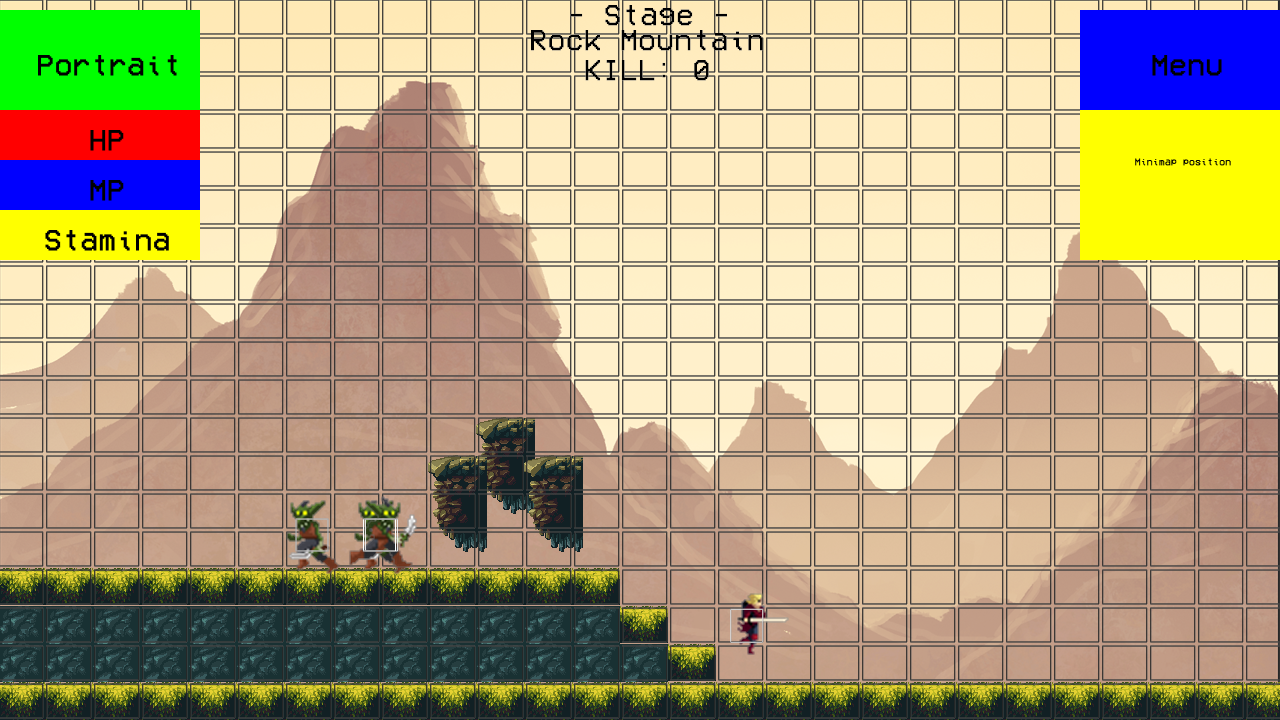 - Stage -
Rock Mountain
KILL: 0
Portrait
HP
MP
Stamina
Menu
Minimap position